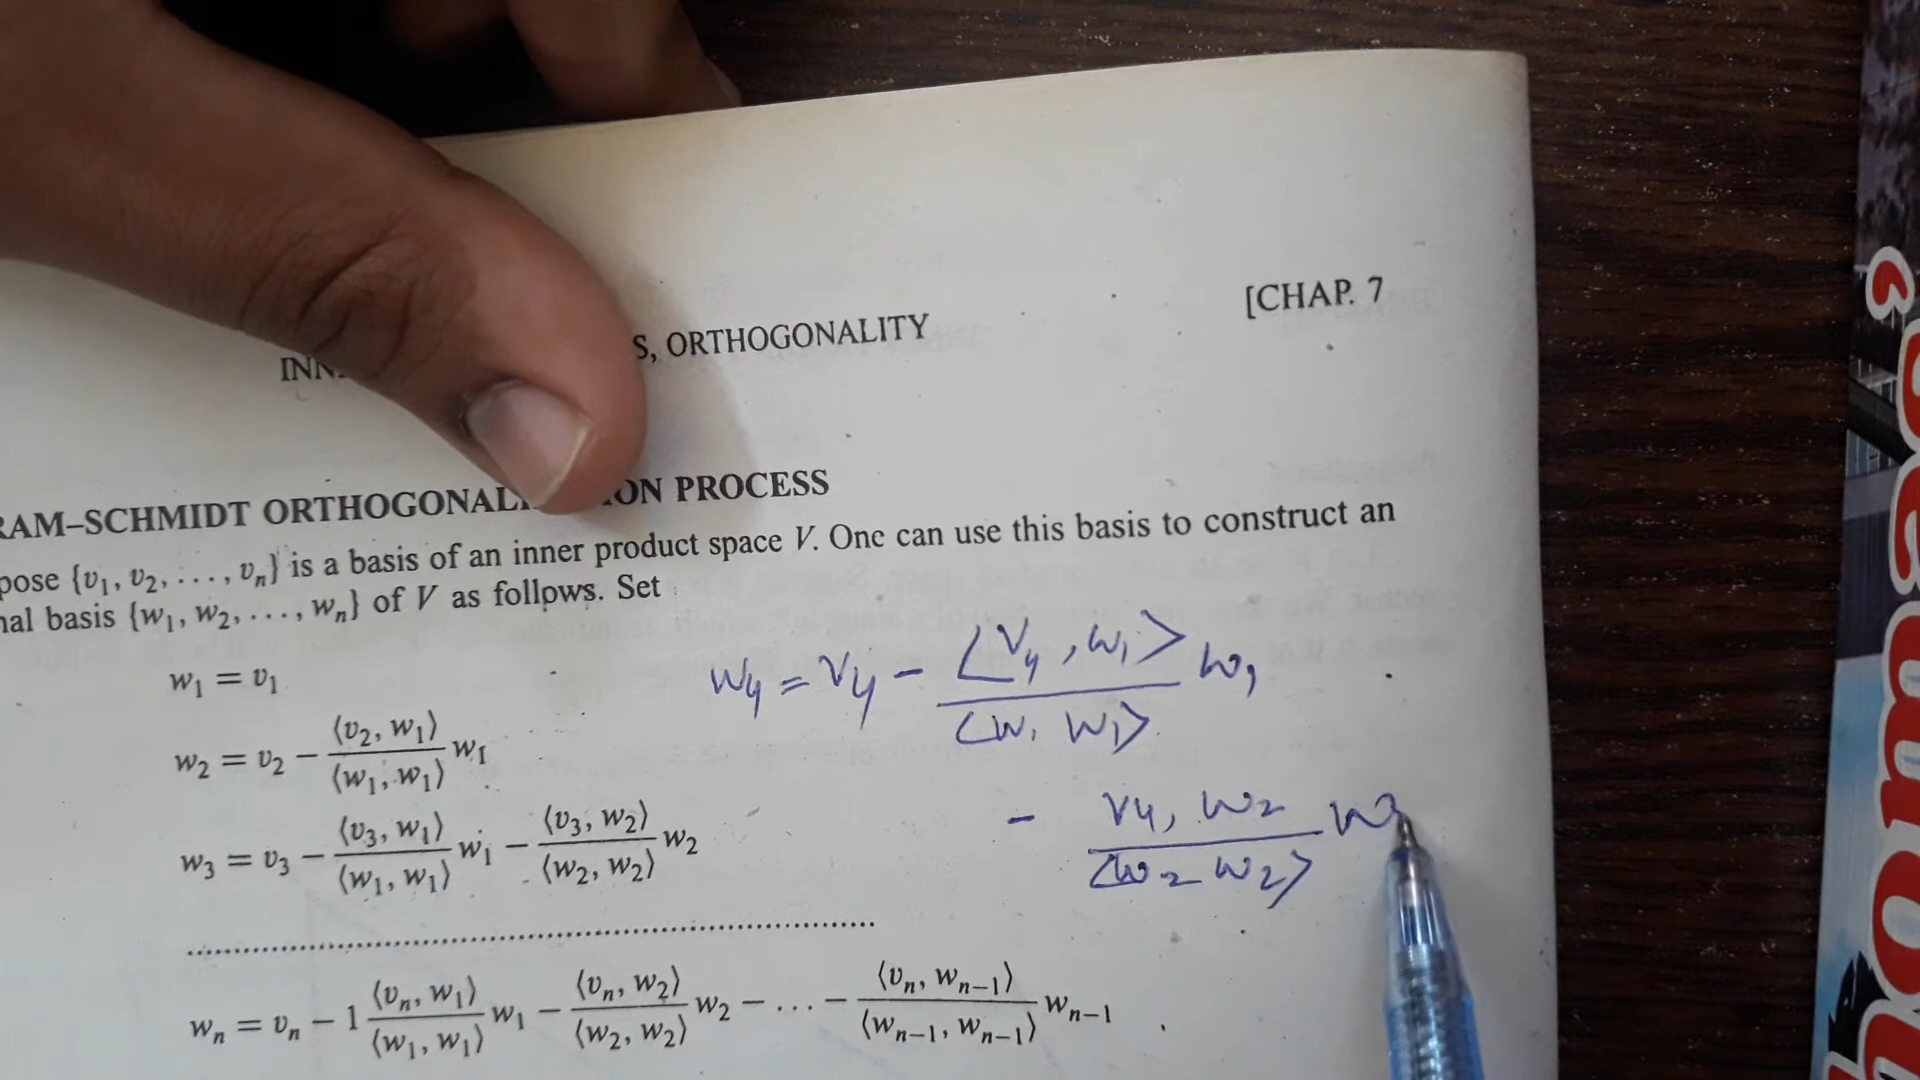 [CHAP. 7
INN S, ORTHOGONALITY
RAM–SCHMIDT ORTHOGONALI ION PROCESS
pose {v₁, v₂, . . . , vₙ} is a basis of an inner product space V. One can use this basis to construct an
nal basis {w₁, w₂, . . . , wₙ} of V as follows. Set
w₁ = v₁
w₄ = v₄ − <v₄, w₁> / <w₁ w₁> w₁
w₂ = v₂ − ⟨v₂, w₁⟩ / ⟨w₁, w₁⟩ w₁
− v₄, w₂ / <w₂ w₂>
w₃ = v₃ − ⟨v₃, w₁⟩ / ⟨w₁, w₁⟩ w₁ − ⟨v₃, w₂⟩ / ⟨w₂, w₂⟩ w₂
wₙ = vₙ − 1 ⟨vₙ, w₁⟩ / ⟨w₁, w₁⟩ w₁ − ⟨vₙ, w₂⟩ / ⟨w₂, w₂⟩ w₂ − . . . − ⟨vₙ, wₙ₋₁⟩ / ⟨wₙ₋₁, wₙ₋₁⟩ wₙ₋₁